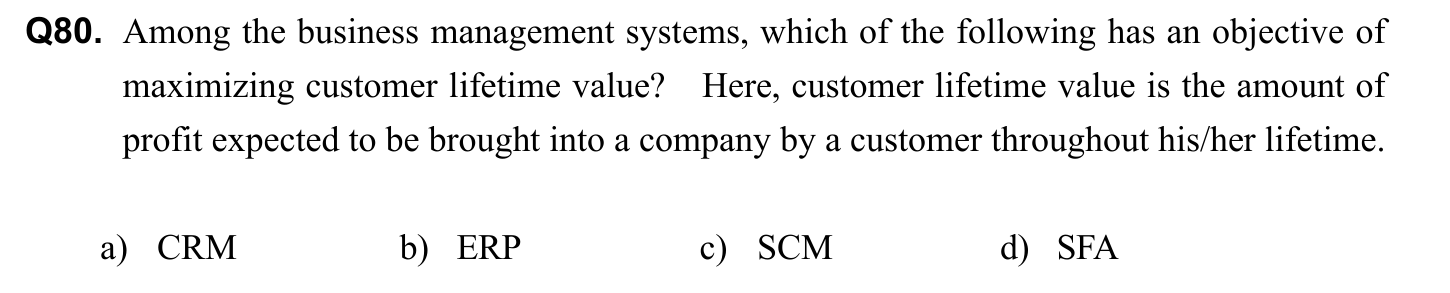 Q80. Among the business management systems, which of the following has an objective of
maximizing customer lifetime value? Here, customer lifetime value is the amount of
profit expected to be brought into a company by a customer throughout his/her lifetime.
a) CRM b) ERP c) SCM d) SFA